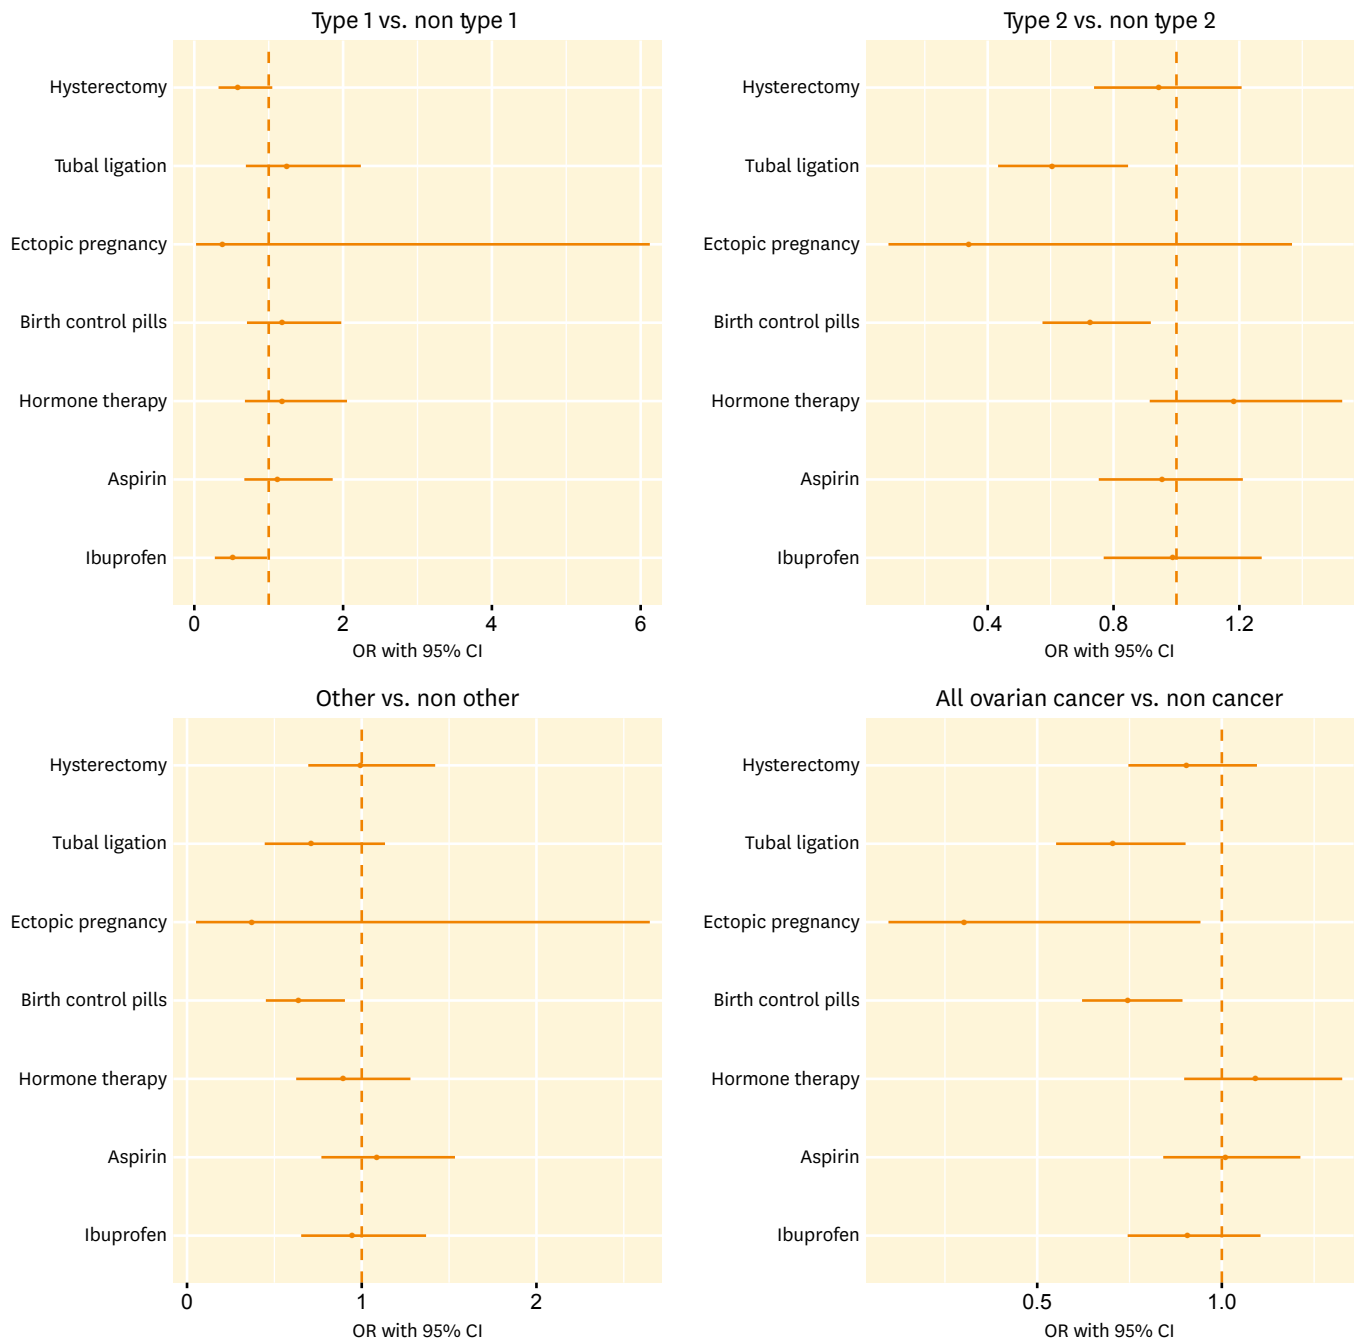 Type 1 vs. non type 1
Hysterectomy
Tubal ligation
Ectopic pregnancy
Birth control pills
Hormone therapy
Aspirin
Ibuprofen
0 2 4 6
OR with 95% CI
Type 2 vs. non type 2
Hysterectomy
Tubal ligation
Ectopic pregnancy
Birth control pills
Hormone therapy
Aspirin
Ibuprofen
0.4 0.8 1.2
OR with 95% CI
Other vs. non other
Hysterectomy
Tubal ligation
Ectopic pregnancy
Birth control pills
Hormone therapy
Aspirin
Ibuprofen
0 1 2
OR with 95% CI
All ovarian cancer vs. non cancer
Hysterectomy
Tubal ligation
Ectopic pregnancy
Birth control pills
Hormone therapy
Aspirin
Ibuprofen
0.5 1.0
OR with 95% CI